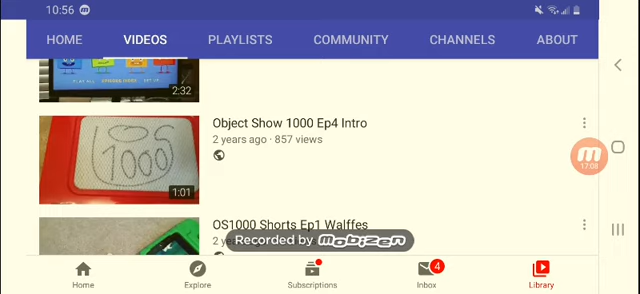 10:56
HOME VIDEOS PLAYLISTS COMMUNITY CHANNELS ABOUT
2:32
Object Show 1000 Ep4 Intro
2 years ago · 857 views
1000
1:01
17:08
OS1000 Shorts Ep1 Walffes
2
Recorded by mobizen
4
Home Explore Subscriptions Inbox Library